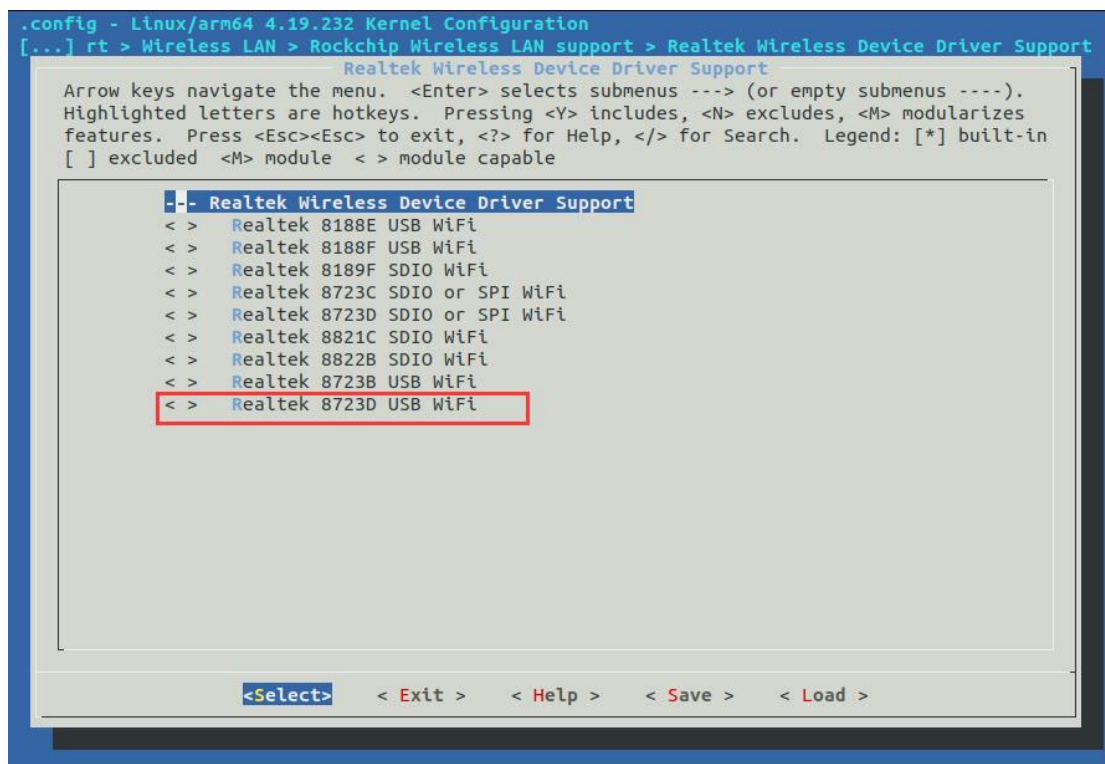 .config - Linux/arm64 4.19.232 Kernel Configuration
[...] rt > Wireless LAN > Rockchip Wireless LAN support > Realtek Wireless Device Driver Support
Realtek Wireless Device Driver Support
Arrow keys navigate the menu.  <Enter> selects submenus ---> (or empty submenus ----).
Highlighted letters are hotkeys.  Pressing <Y> includes, <N> excludes, <M> modularizes
features.  Press <Esc><Esc> to exit, <?> for Help, </> for Search.  Legend: [*] built-in
[ ] excluded  <M> module  < > module capable
--- Realtek Wireless Device Driver Support
< >   Realtek 8188E USB WiFi
< >   Realtek 8188F USB WiFi
< >   Realtek 8189F SDIO WiFi
< >   Realtek 8723C SDIO or SPI WiFi
< >   Realtek 8723D SDIO or SPI WiFi
< >   Realtek 8821C SDIO WiFi
< >   Realtek 8822B SDIO WiFi
< >   Realtek 8723B USB WiFi
< >   Realtek 8723D USB WiFi
<Select>    < Exit >    < Help >    < Save >    < Load >